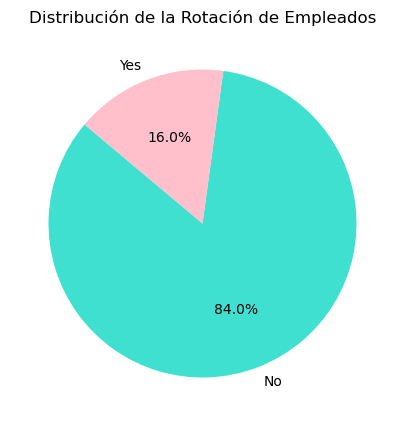 Distribución de la Rotación de Empleados
Yes
16.0%
84.0%
No